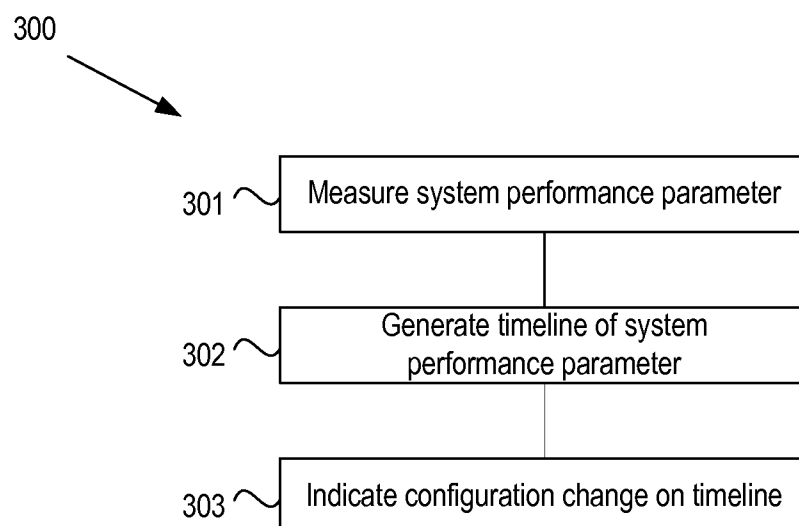 300
301
Measure system performance parameter
302
Generate timeline of system
performance parameter
303
Indicate configuration change on timeline